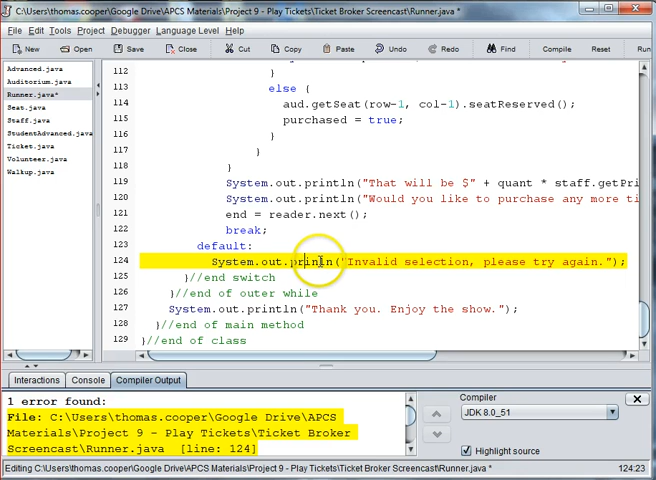 C:\Users\thomas.cooper\Google Drive\APCS Materials\Project 9 - Play Tickets\Ticket Broker Screencast\Runner.java *
File Edit Tools Project Debugger Language Level Help
New Open Save Close Cut Copy Paste Undo Redo Find Compile Reset Run
Advanced.java
Auditorium.java
Runner.java*
Seat.java
Staff.java
StudentAdvanced.java
Ticket.java
Volunteer.java
Walkup.java
112 }
113 else {
114 aud.getSeat(row-1, col-1).seatReserved();
115 purchased = true;
116 }
117 }
118 }
119 System.out.println("That will be $" + quant * staff.getPri
120 System.out.println("Would you like to purchase any more ti
121 end = reader.next();
122 break;
123 default:
124 System.out.println("Invalid selection, please try again.");
125 }//end switch
126 }//end of outer while
127 System.out.println("Thank you. Enjoy the show.");
128 }//end of main method
129 }//end of class
Interactions Console Compiler Output
1 error found:
File: C:\Users\thomas.cooper\Google Drive\APCS
Materials\Project 9 - Play Tickets\Ticket Broker
Screencast\Runner.java [line: 124]
Compiler
JDK 8.0_51
Highlight source
Editing C:\Users\thomas.cooper\Google Drive\APCS Materials\Project 9 - Play Tickets\Ticket Broker Screencast\Runner.java * 124:23